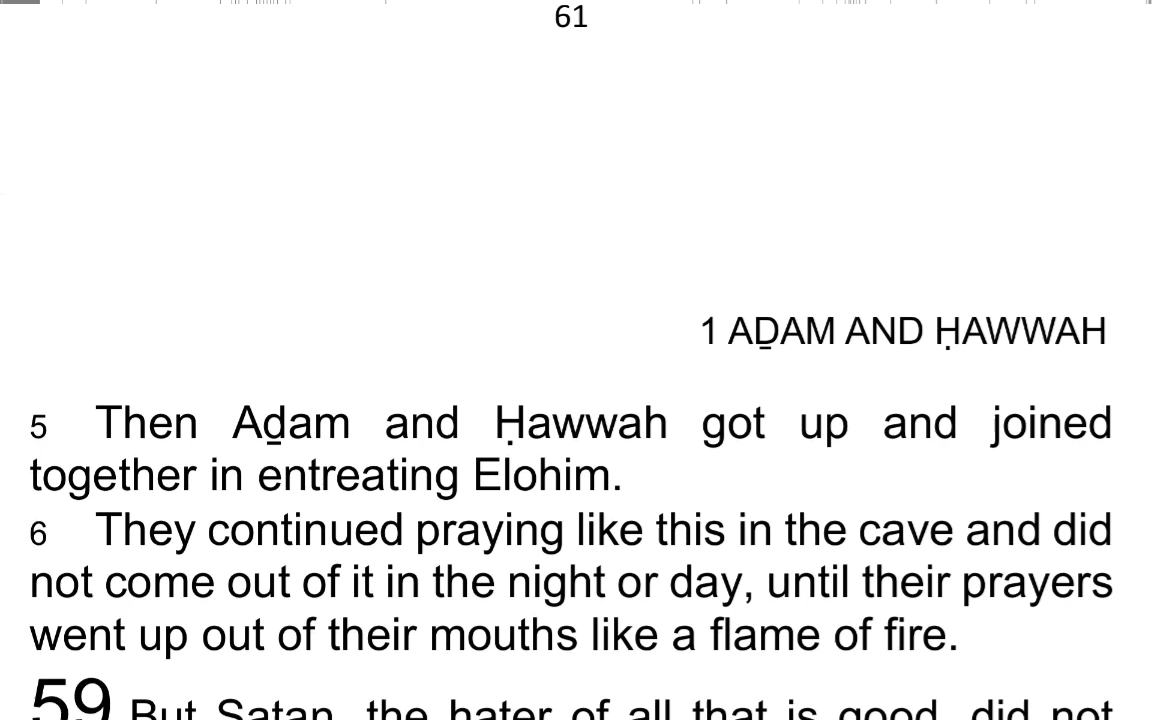 61
1 AḎAM AND ḤAWWAH
5 Then Aḏam and Ḥawwah got up and joined
together in entreating Elohim.
6 They continued praying like this in the cave and did
not come out of it in the night or day, until their prayers
went up out of their mouths like a flame of fire.
59 But Satan, the hater of all that is good, did not